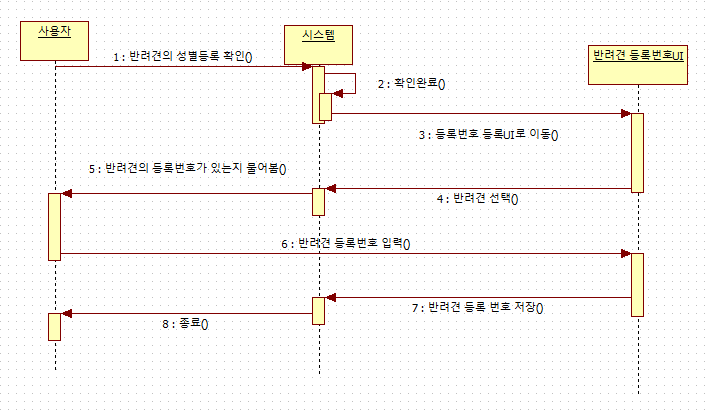 사용자
시스템
반려견 등록번호UI
1 : 반려견의 성별등록 확인()
2 : 확인완료()
3 : 등록번호 등록UI로 이동()
5 : 반려견의 등록번호가 있는지 물어봄()
4 : 반려견 선택()
6 : 반려견 등록번호 입력()
7 : 반려견 등록 번호 저장()
8 : 종료()